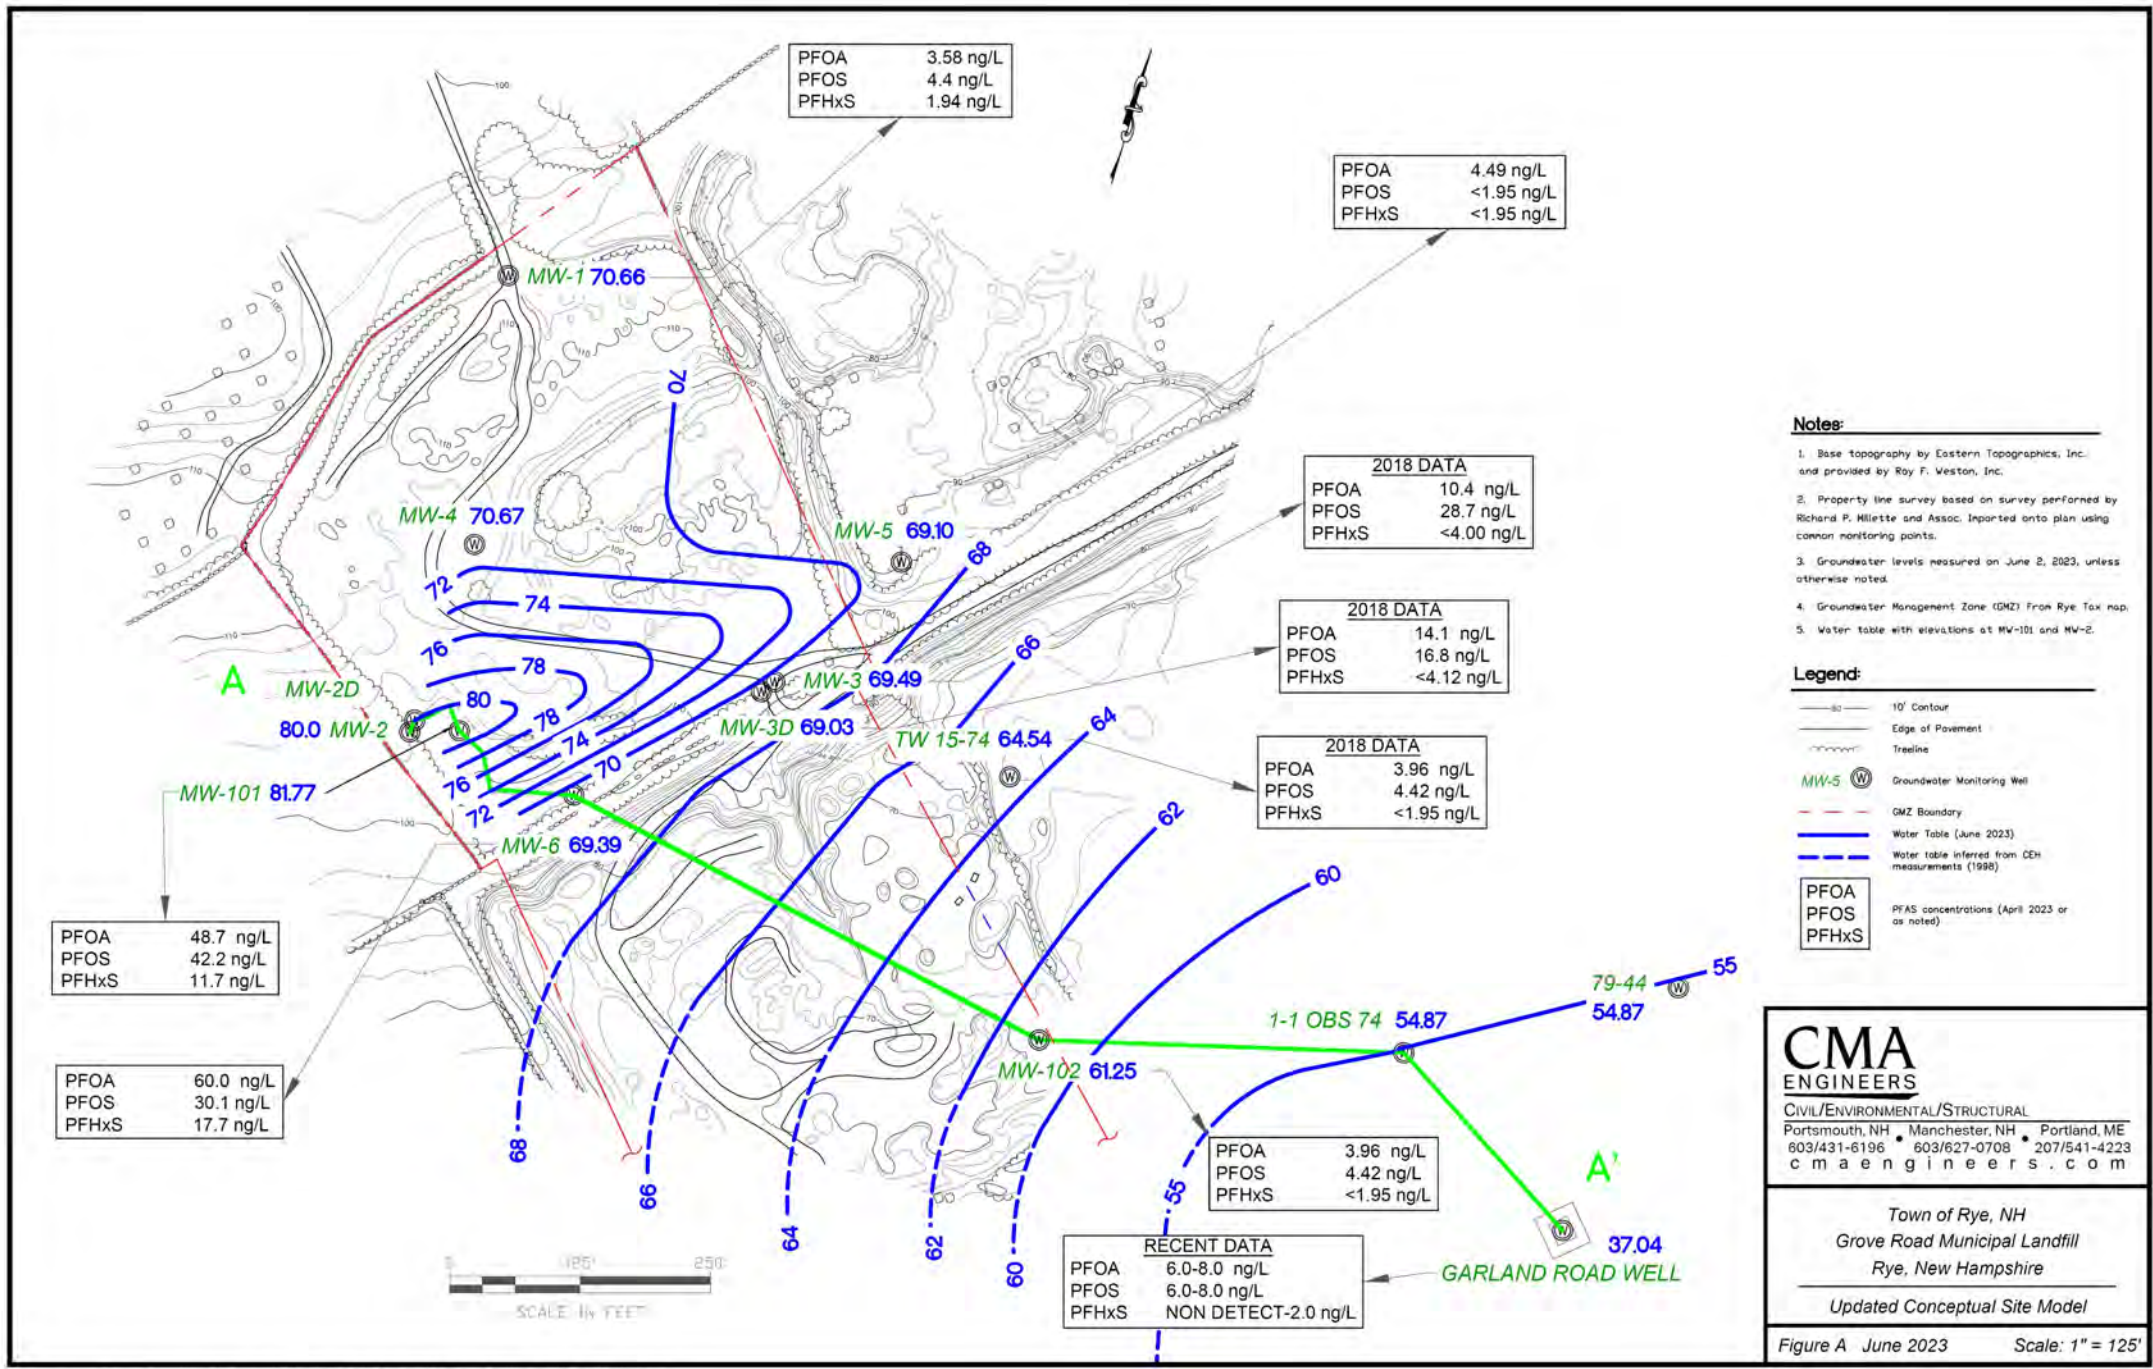 PFOA 3.58 ng/L
PFOS 4.4 ng/L
PFHxS 1.94 ng/L
PFOA 4.49 ng/L
PFOS <1.95 ng/L
PFHxS <1.95 ng/L
MW-1 70.66
70
2018 DATA
PFOA 10.4 ng/L
PFOS 28.7 ng/L
PFHxS <4.00 ng/L
MW-4 70.67
MW-5 69.10
68
72
74
76
78
80
2018 DATA
PFOA 14.1 ng/L
PFOS 16.8 ng/L
PFHxS <4.12 ng/L
66
A
MW-2D
80.0 MW-2
MW-3 69.49
MW-3D 69.03
TW 15-74 64.54
64
78
74
70
76
72
2018 DATA
PFOA 3.96 ng/L
PFOS 4.42 ng/L
PFHxS <1.95 ng/L
MW-101 81.77
MW-6 69.39
62
60
PFOA 48.7 ng/L
PFOS 42.2 ng/L
PFHxS 11.7 ng/L
79-44
54.87
55
1-1 OBS 74 54.87
MW-102 61.25
PFOA 60.0 ng/L
PFOS 30.1 ng/L
PFHxS 17.7 ng/L
68
66
64
62
60
55
PFOA 3.96 ng/L
PFOS 4.42 ng/L
PFHxS <1.95 ng/L
A'
37.04
GARLAND ROAD WELL
RECENT DATA
PFOA 6.0-8.0 ng/L
PFOS 6.0-8.0 ng/L
PFHxS NON DETECT-2.0 ng/L
0 125' 250'
SCALE IN FEET
Notes:
1. Base topography by Eastern Topographics, Inc.
and provided by Roy F. Weston, Inc.
2. Property line survey based on survey performed by
Richard P. Millette and Assoc. Imported onto plan using
common monitoring points.
3. Groundwater levels measured on June 2, 2023, unless
otherwise noted.
4. Groundwater Management Zone (GMZ) From Rye Tax map.
5. Water table with elevations at MW-101 and MW-2.
Legend:
80 10' Contour
Edge of Pavement
Treeline
MW-5 W Groundwater Monitoring Well
GMZ Boundary
Water Table (June 2023)
Water table inferred from CEH
measurements (1998)
PFOA
PFOS
PFHxS
PFAS concentrations (April 2023 or
as noted)
CMA
ENGINEERS
CIVIL/ENVIRONMENTAL/STRUCTURAL
Portsmouth, NH • Manchester, NH • Portland, ME
603/431-6196 603/627-0708 207/541-4223
cmaengineers.com
Town of Rye, NH
Grove Road Municipal Landfill
Rye, New Hampshire
Updated Conceptual Site Model
Figure A June 2023 Scale: 1" = 125'